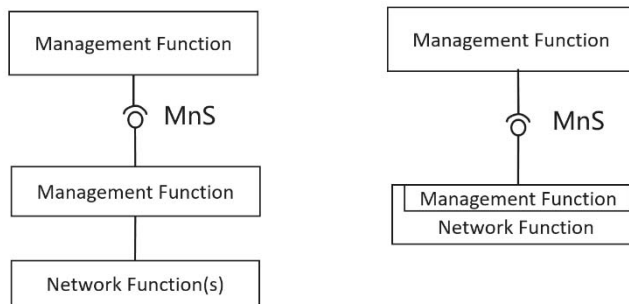 Management Function
MnS
Management Function
Network Function(s)
Management Function
MnS
Management Function
Network Function